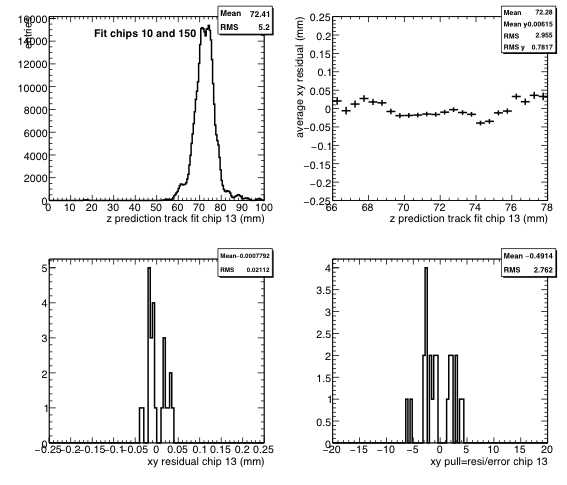 Fit chips 10 and 150
Mean 72.41
RMS 5.2
entries
16000
14000
12000
10000
8000
6000
4000
2000
0
0 10 20 30 40 50 60 70 80 90 100
z prediction track fit chip 13 (mm)
Mean 72.28
Mean y 0.00615
RMS 2.955
RMS y 0.7817
average xy residual (mm)
0.25
0.2
0.15
0.1
0.05
0
−0.05
−0.1
−0.15
−0.2
−0.25
66 68 70 72 74 76 78
z prediction track fit chip 13 (mm)
Mean −0.0007792
RMS 0.02112
5
4
3
2
1
0
−0.25 −0.2 −0.15 −0.1 −0.05 0 0.05 0.1 0.15 0.2 0.25
xy residual chip 13 (mm)
Mean −0.4914
RMS 2.762
4
3.5
3
2.5
2
1.5
1
0.5
0
−20 −15 −10 −5 0 5 10 15 20
xy pull=resi/error chip 13